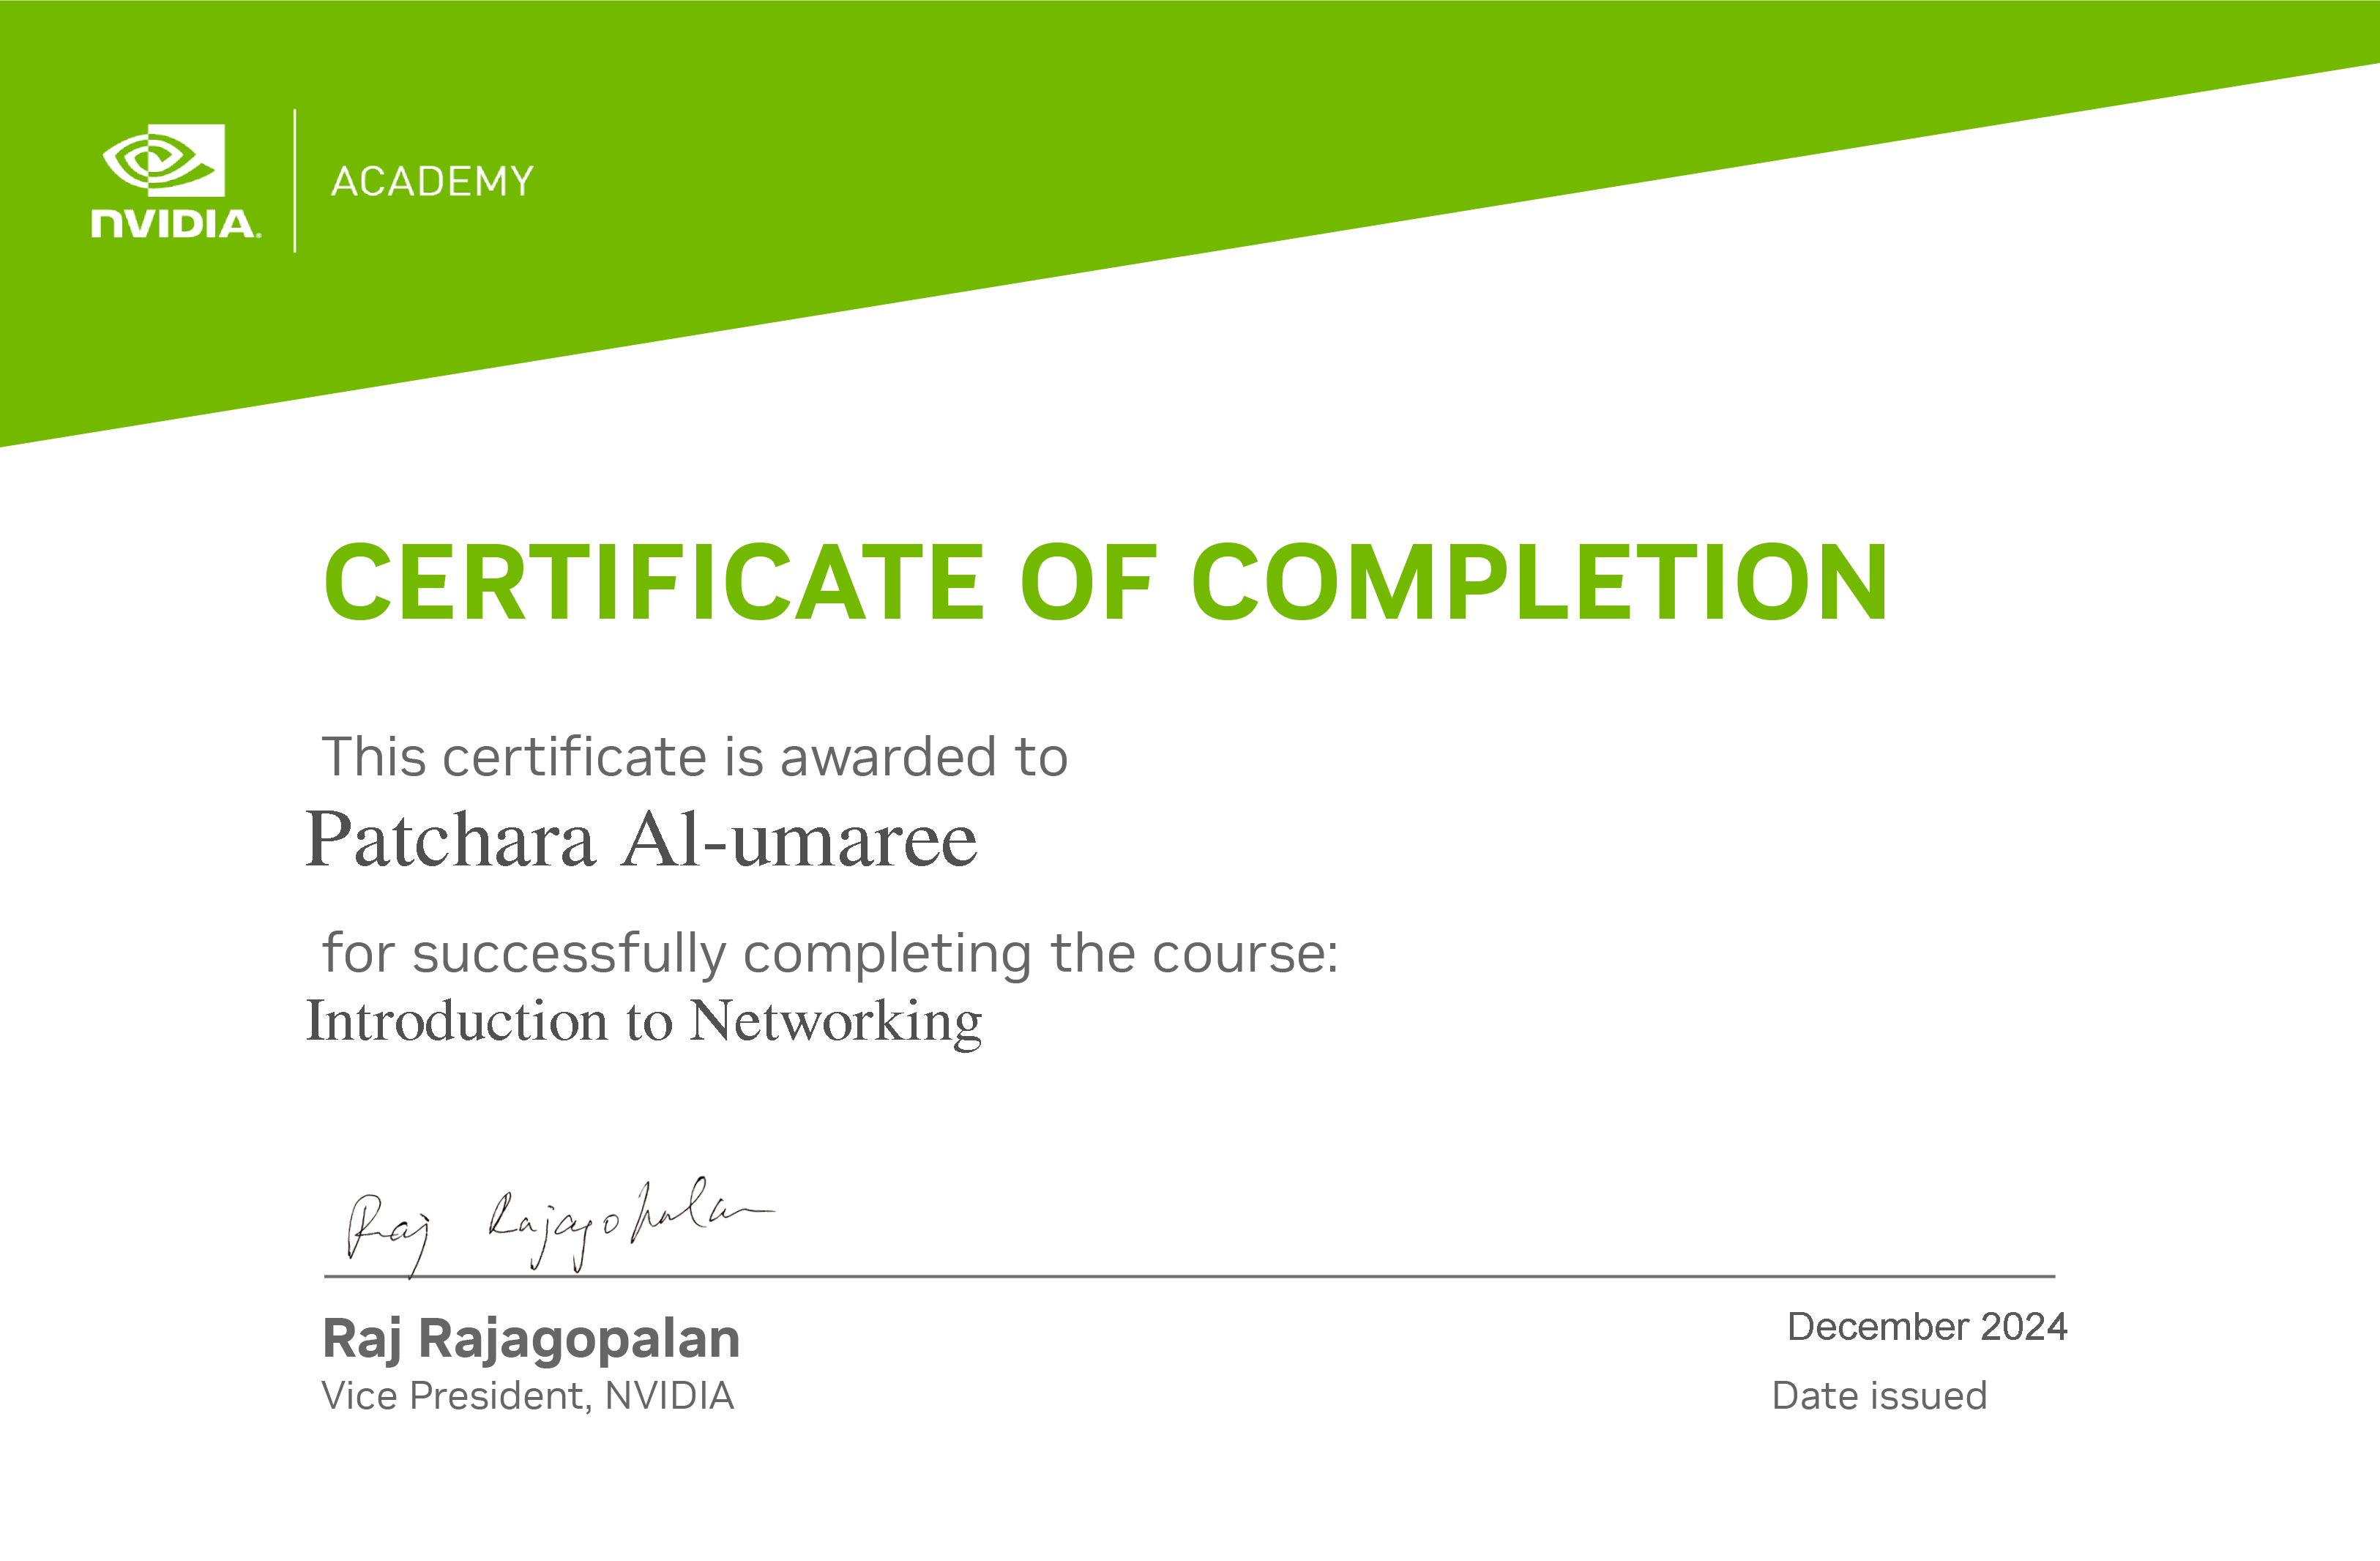 NVIDIA.
ACADEMY
CERTIFICATE OF COMPLETION
This certificate is awarded to
Patchara Al-umaree
for successfully completing the course:
Introduction to Networking
Raj Rajagopalan
Raj Rajagopalan
Vice President, NVIDIA
December 2024
Date issued